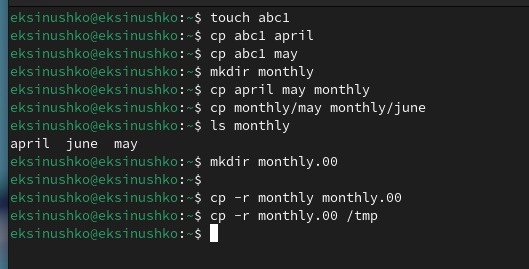 eksinushko@eksinushko:~$ touch abc1
eksinushko@eksinushko:~$ cp abc1 april
eksinushko@eksinushko:~$ cp abc1 may
eksinushko@eksinushko:~$ mkdir monthly
eksinushko@eksinushko:~$ cp april may monthly
eksinushko@eksinushko:~$ cp monthly/may monthly/june
eksinushko@eksinushko:~$ ls monthly
april  june  may
eksinushko@eksinushko:~$ mkdir monthly.00
eksinushko@eksinushko:~$
eksinushko@eksinushko:~$ cp -r monthly monthly.00
eksinushko@eksinushko:~$ cp -r monthly.00 /tmp
eksinushko@eksinushko:~$